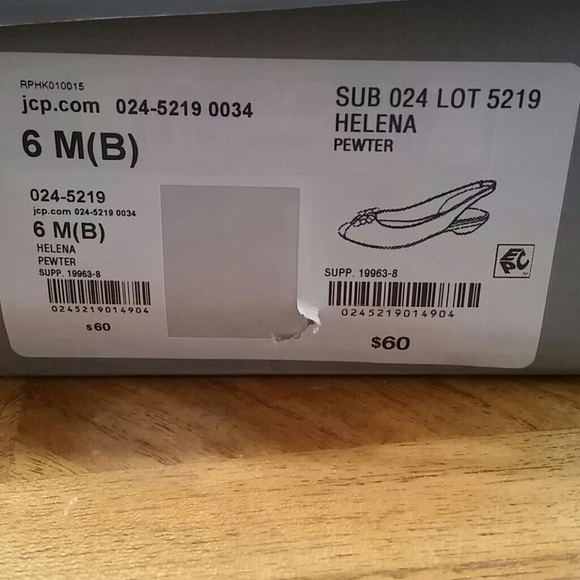 RPHK010015
jcp.com 024-5219 0034
6 M(B)
024-5219
jcp.com 024-5219 0034
6 M(B)
HELENA
PEWTER
SUPP. 19963-8
0245219014904
$60
SUB 024 LOT 5219
HELENA
PEWTER
EPC
SUPP. 19963-8
0245219014904
$60